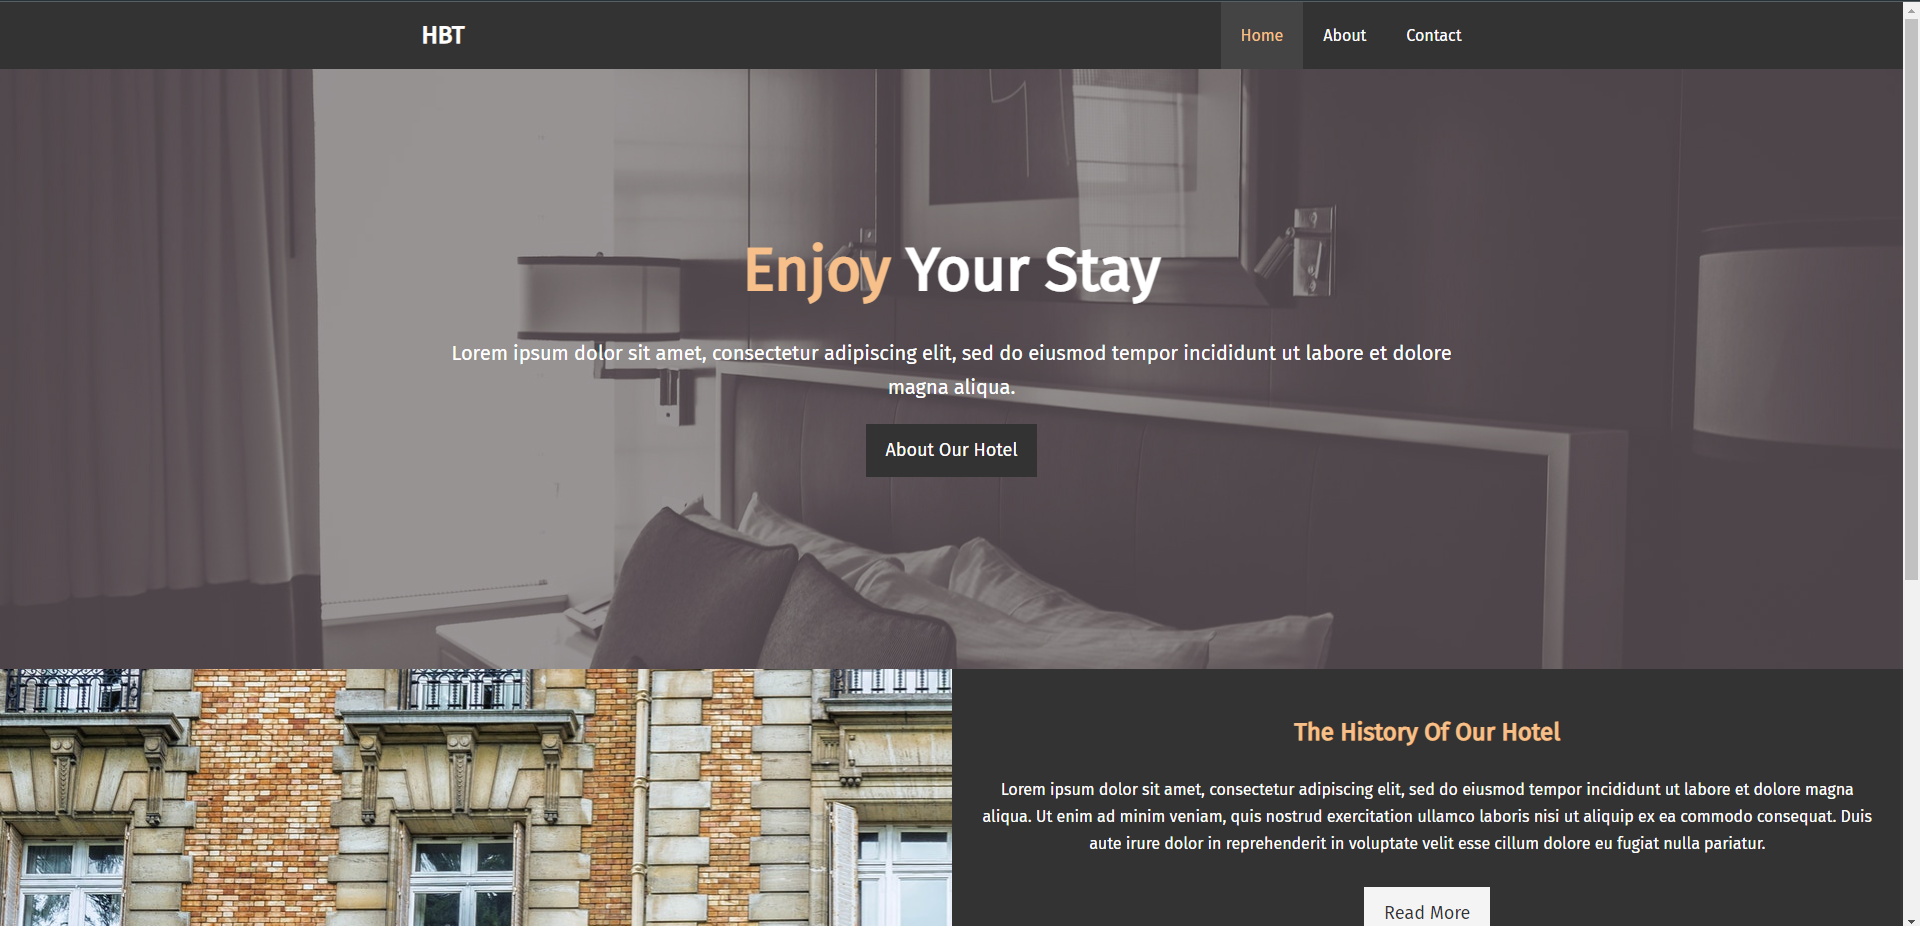 HBT
Home
About
Contact
Enjoy Your Stay
Lorem ipsum dolor sit amet, consectetur adipiscing elit, sed do eiusmod tempor incididunt ut labore et dolore
magna aliqua.
About Our Hotel
The History Of Our Hotel
Lorem ipsum dolor sit amet, consectetur adipiscing elit, sed do eiusmod tempor incididunt ut labore et dolore magna
aliqua. Ut enim ad minim veniam, quis nostrud exercitation ullamco laboris nisi ut aliquip ex ea commodo consequat. Duis
aute irure dolor in reprehenderit in voluptate velit esse cillum dolore eu fugiat nulla pariatur.
Read More